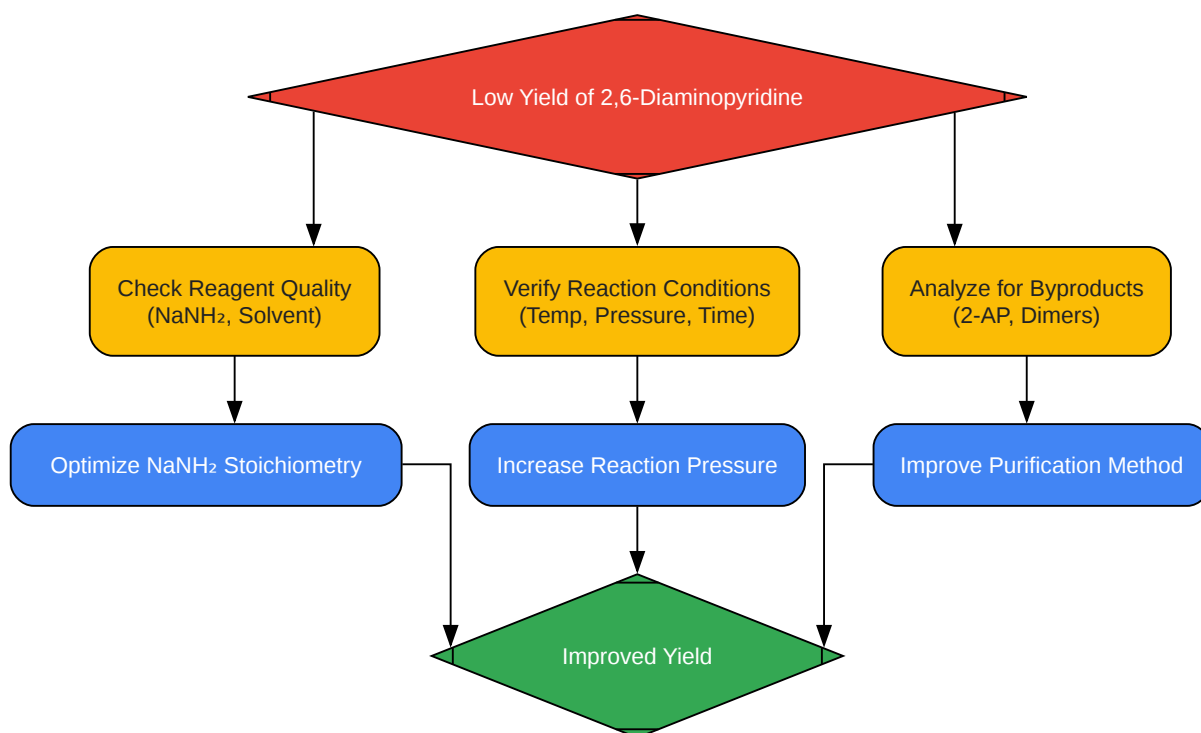 Low Yield of 2,6-Diaminopyridine
Check Reagent Quality
(NaNH₂, Solvent)
Verify Reaction Conditions
(Temp, Pressure, Time)
Analyze for Byproducts
(2-AP, Dimers)
Optimize NaNH₂ Stoichiometry
Increase Reaction Pressure
Improve Purification Method
Improved Yield